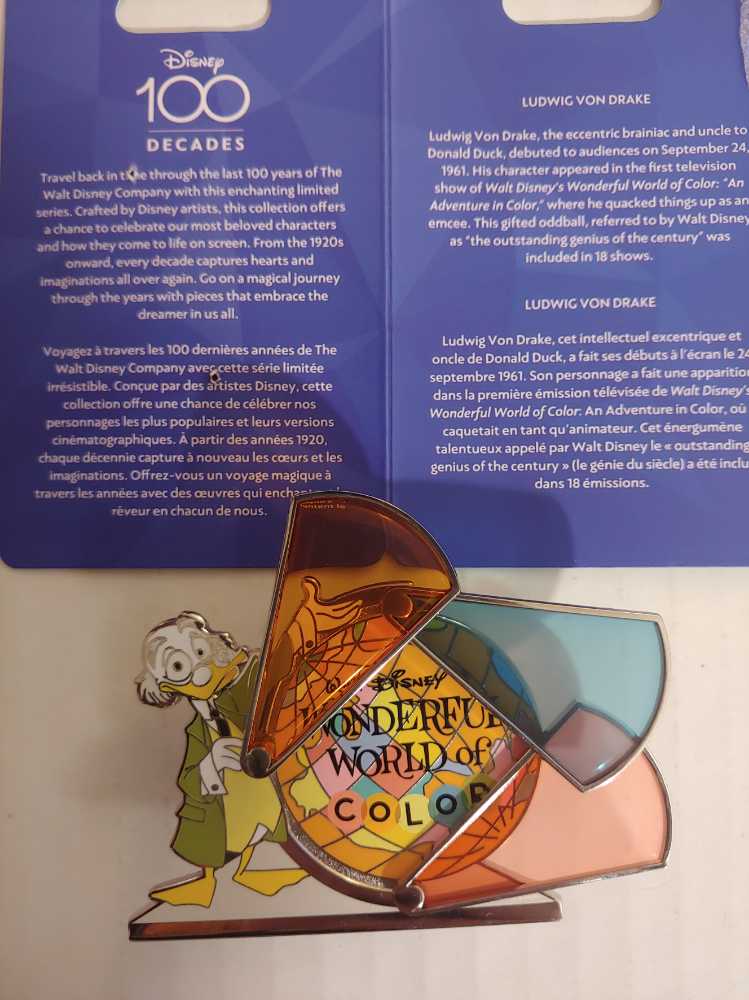 Disney
100
DECADES
Travel back in time through the last 100 years of The
Walt Disney Company with this enchanting limited
series. Crafted by Disney artists, this collection offers
a chance to celebrate our most beloved characters
and how they come to life on screen. From the 1920s
onward, every decade captures hearts and
imaginations all over again. Go on a magical journey
through the years with pieces that embrace the
dreamer in us all.
Voyagez à travers les 100 dernières années de The
Walt Disney Company avec cette série limitée
irrésistible. Conçue par des artistes Disney, cette
collection offre une chance de célébrer nos
personnages les plus populaires et leurs versions
cinématographiques. À partir des années 1920,
chaque décennie capture à nouveau les cœurs et les
imaginations. Offrez-vous un voyage magique à
travers les années avec des œuvres qui
rêveur en chacun de nous.
LUDWIG VON DRAKE
Ludwig Von Drake, the eccentric brainiac and uncle to
Donald Duck, debuted to audiences on September 24,
1961. His character appeared in the first television
show of Walt Disney's Wonderful World of Color: "An
Adventure in Color," where he quacked things up as an
emcee. This gifted oddball, referred to by Walt Disney
as "the outstanding genius of the century" was
included in 18 shows.
LUDWIG VON DRAKE
Ludwig Von Drake, cet intellectuel excentrique et
oncle de Donald Duck, a fait ses débuts à l'écran le 24
septembre 1961. Son personnage a fait une apparition
dans la première émission télévisée de Walt Disney's
Wonderful World of Color: An Adventure in Color, où
caquetait en tant qu'animateur. Cet énergumène
talentueux appelé par Walt Disney le « outstanding
genius of the century » (le génie du siècle) a été
dans 18 émissions.
DISNEY
WONDERFUL
WORLD of
COLOR